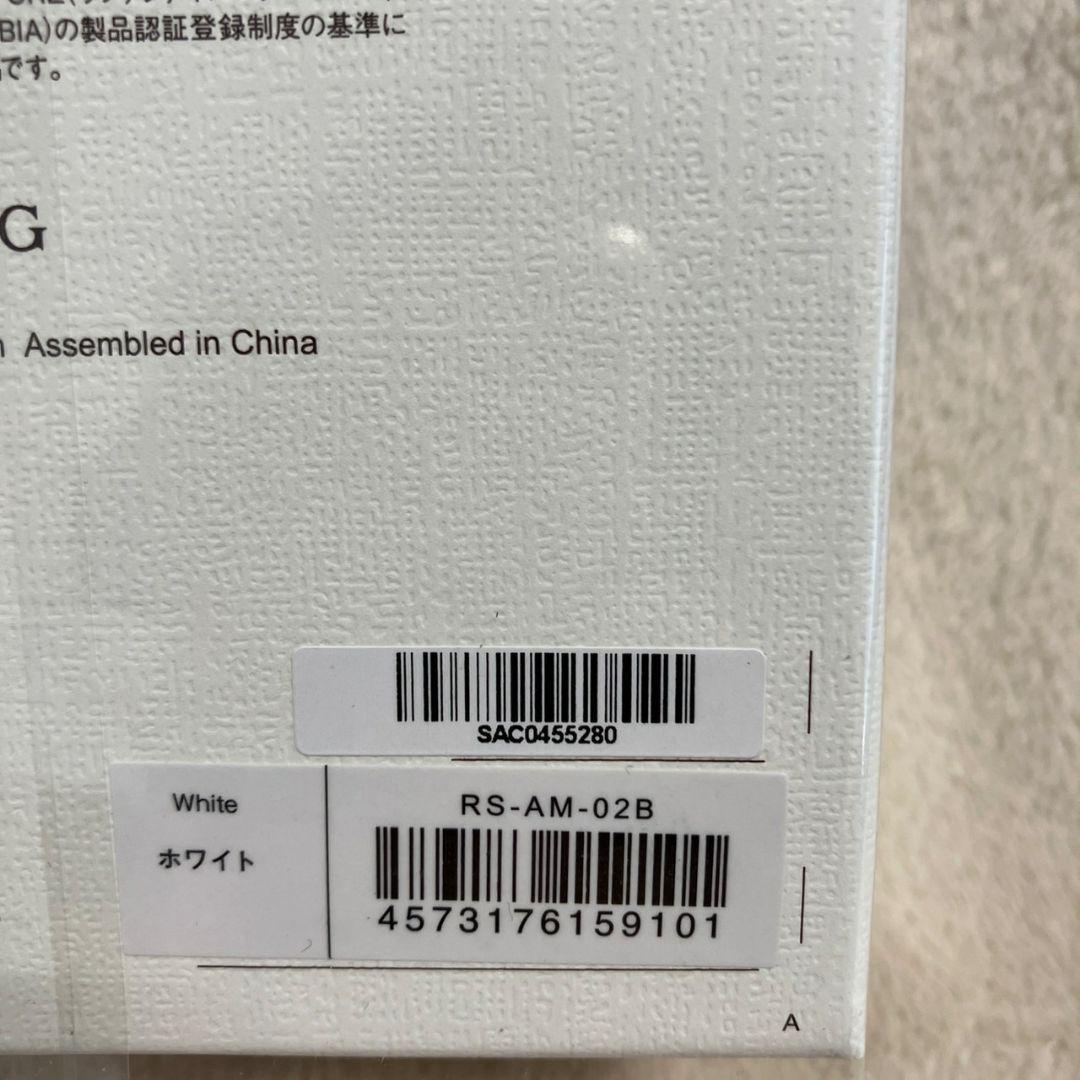 BIA)の製品認証登録制度の基準に
です。
G
Assembled in China
SAC0455280
White
ホワイト
RS-AM-02B
4573176159101
A